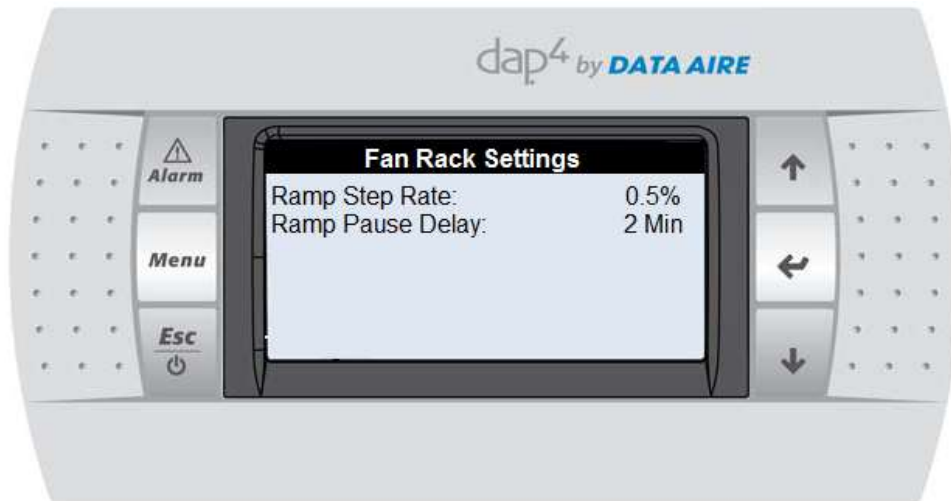 dap4 by DATA AIRE
Fan Rack Settings
Alarm
Ramp Step Rate: 0.5%
Ramp Pause Delay: 2 Min
Menu
Esc